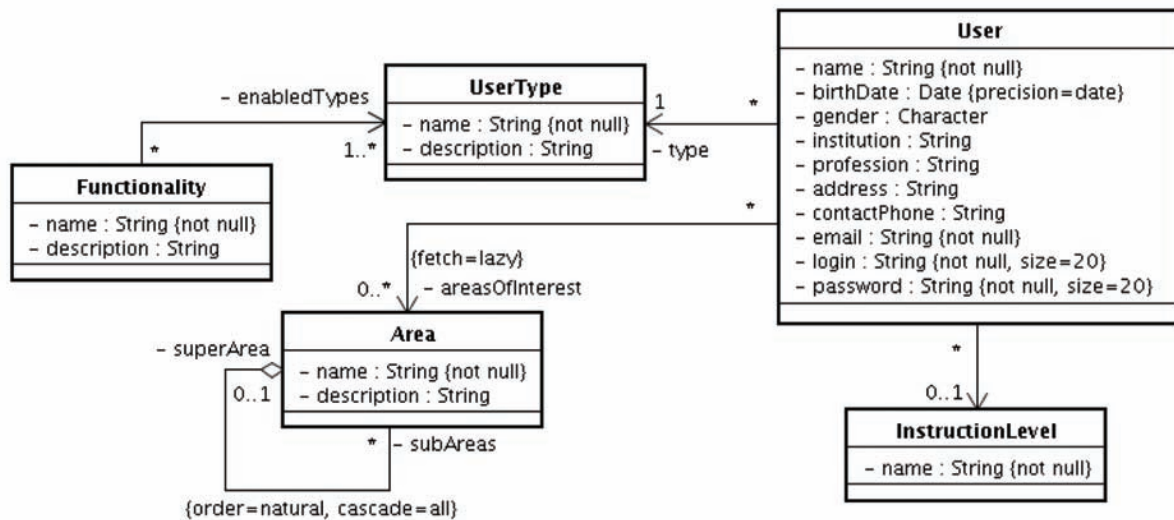 User
- name : String {not null}
- birthDate : Date {precision=date}
- gender : Character
- institution : String
- profession : String
- address : String
- contactPhone : String
- email : String {not null}
- login : String {not null, size=20}
- password : String {not null, size=20}
UserType
- name : String {not null}
- description : String
- enabledTypes
*
1..*
1
*
- type
Functionality
- name : String {not null}
- description : String
*
{fetch=lazy}
0..*
- areasOfInterest
Area
- name : String {not null}
- description : String
- superArea
0..1
*
- subAreas
{order=natural, cascade=all}
*
0..1
InstructionLevel
- name : String {not null}